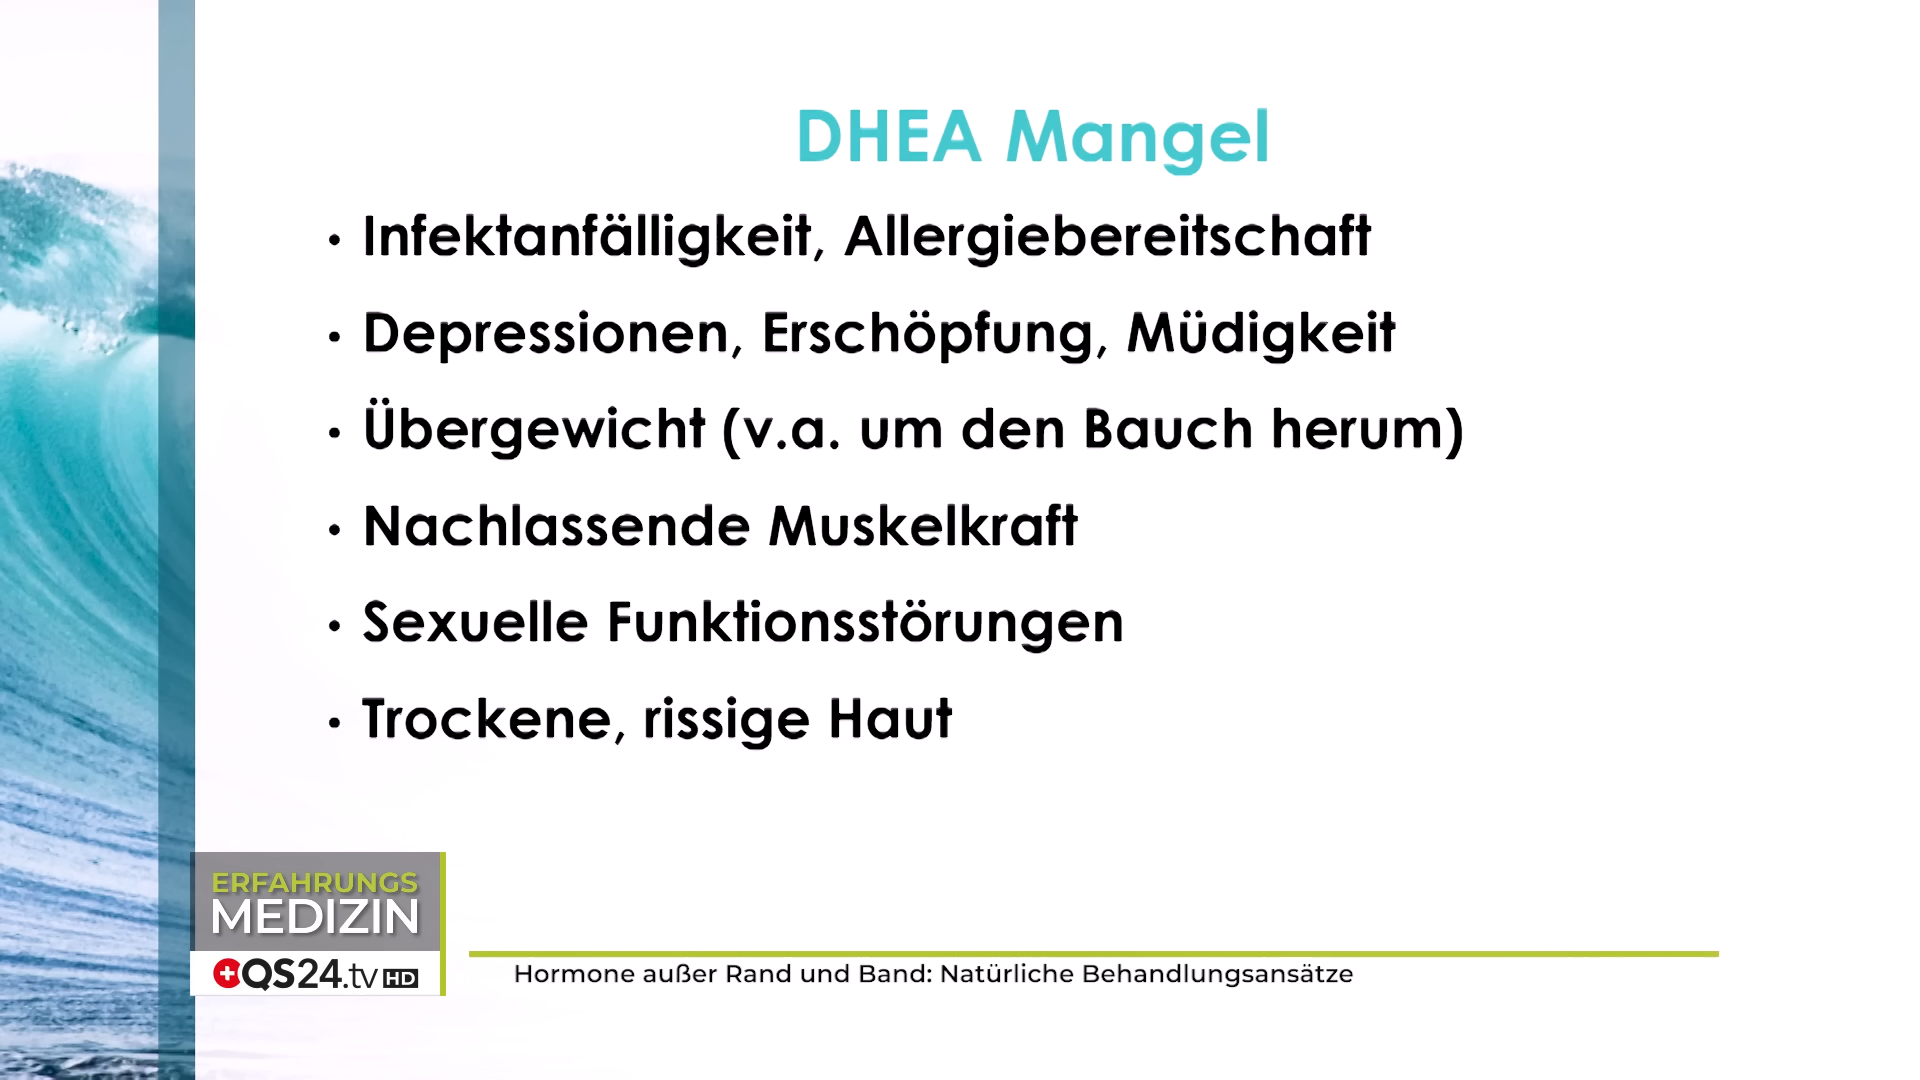 DHEA Mangel
• Infektanfälligkeit, Allergiebereitschaft
• Depressionen, Erschöpfung, Müdigkeit
• Übergewicht (v.a. um den Bauch herum)
• Nachlassende Muskelkraft
• Sexuelle Funktionsstörungen
• Trockene, rissige Haut
ERFAHRUNGS
MEDIZIN
QS24.tv HD
Hormone außer Rand und Band: Natürliche Behandlungsansätze